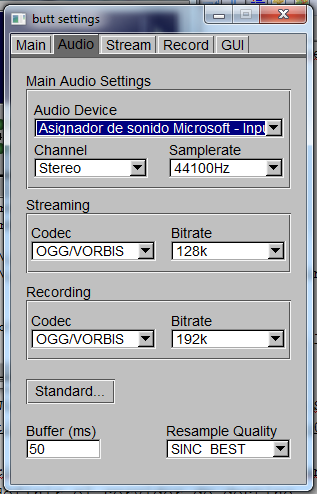 butt settings
Main Audio Stream Record GUI
Main Audio Settings
Audio Device
Asignador de sonido Microsoft - Inpu
Channel Samplerate
Stereo 44100Hz
Streaming
Codec Bitrate
OGG/VORBIS 128k
Recording
Codec Bitrate
OGG/VORBIS 192k
Standard...
Buffer (ms) Resample Quality
50 SINC BEST